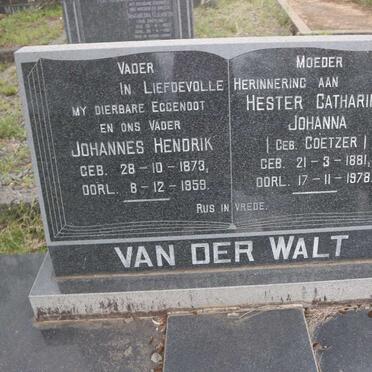 VADER
IN LIEFDEVOLLE
MY DIERBARE EGGENOOT
EN ONS VADER
JOHANNES HENDRIK
GEB. 28-10-1873,
OORL. 8-12-1959.
MOEDER
HERINNERING AAN
HESTER
JOHANNA
( GEB. COETZER )
GEB. 21-3-1881,
OORL. 17-11-1978.
RUS IN VREDE.
VAN DER WALT